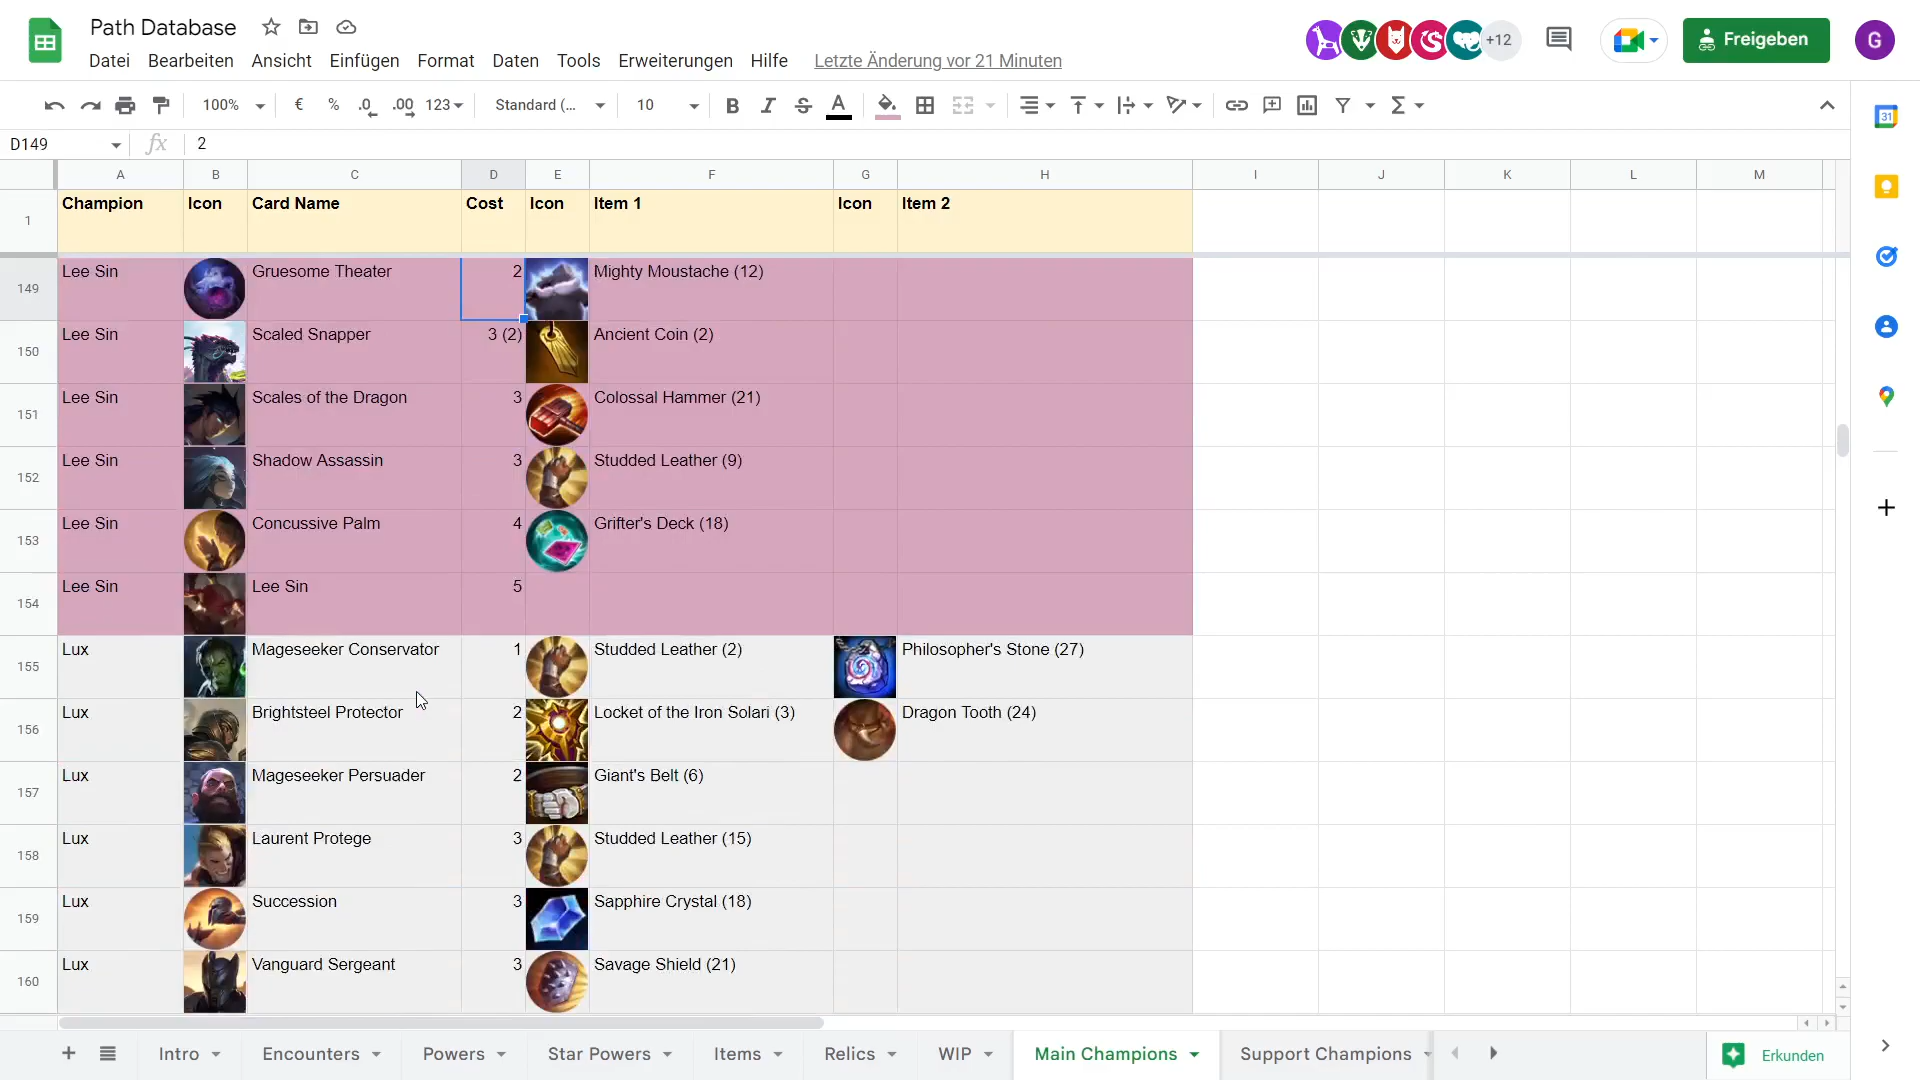 Path Database
+12
Freigeben
G
Datei Bearbeiten Ansicht Einfügen Format Daten Tools Erweiterungen Hilfe Letzte Änderung vor 21 Minuten
100% € % .0 .00 123 Standard (... 10 B I S A
31
D149 fx 2
A B C D E F G H I J K L M
1 Champion Icon Card Name Cost Icon Item 1 Icon Item 2
149 Lee Sin Gruesome Theater 2 Mighty Moustache (12)
150 Lee Sin Scaled Snapper 3 (2) Ancient Coin (2)
151 Lee Sin Scales of the Dragon 3 Colossal Hammer (21)
152 Lee Sin Shadow Assassin 3 Studded Leather (9)
153 Lee Sin Concussive Palm 4 Grifter's Deck (18)
154 Lee Sin Lee Sin 5
155 Lux Mageseeker Conservator 1 Studded Leather (2) Philosopher's Stone (27)
156 Lux Brightsteel Protector 2 Locket of the Iron Solari (3) Dragon Tooth (24)
157 Lux Mageseeker Persuader 2 Giant's Belt (6)
158 Lux Laurent Protege 3 Studded Leather (15)
159 Lux Succession 3 Sapphire Crystal (18)
160 Lux Vanguard Sergeant 3 Savage Shield (21)
Intro Encounters Powers Star Powers Items Relics WIP Main Champions Support Champions Erkunden